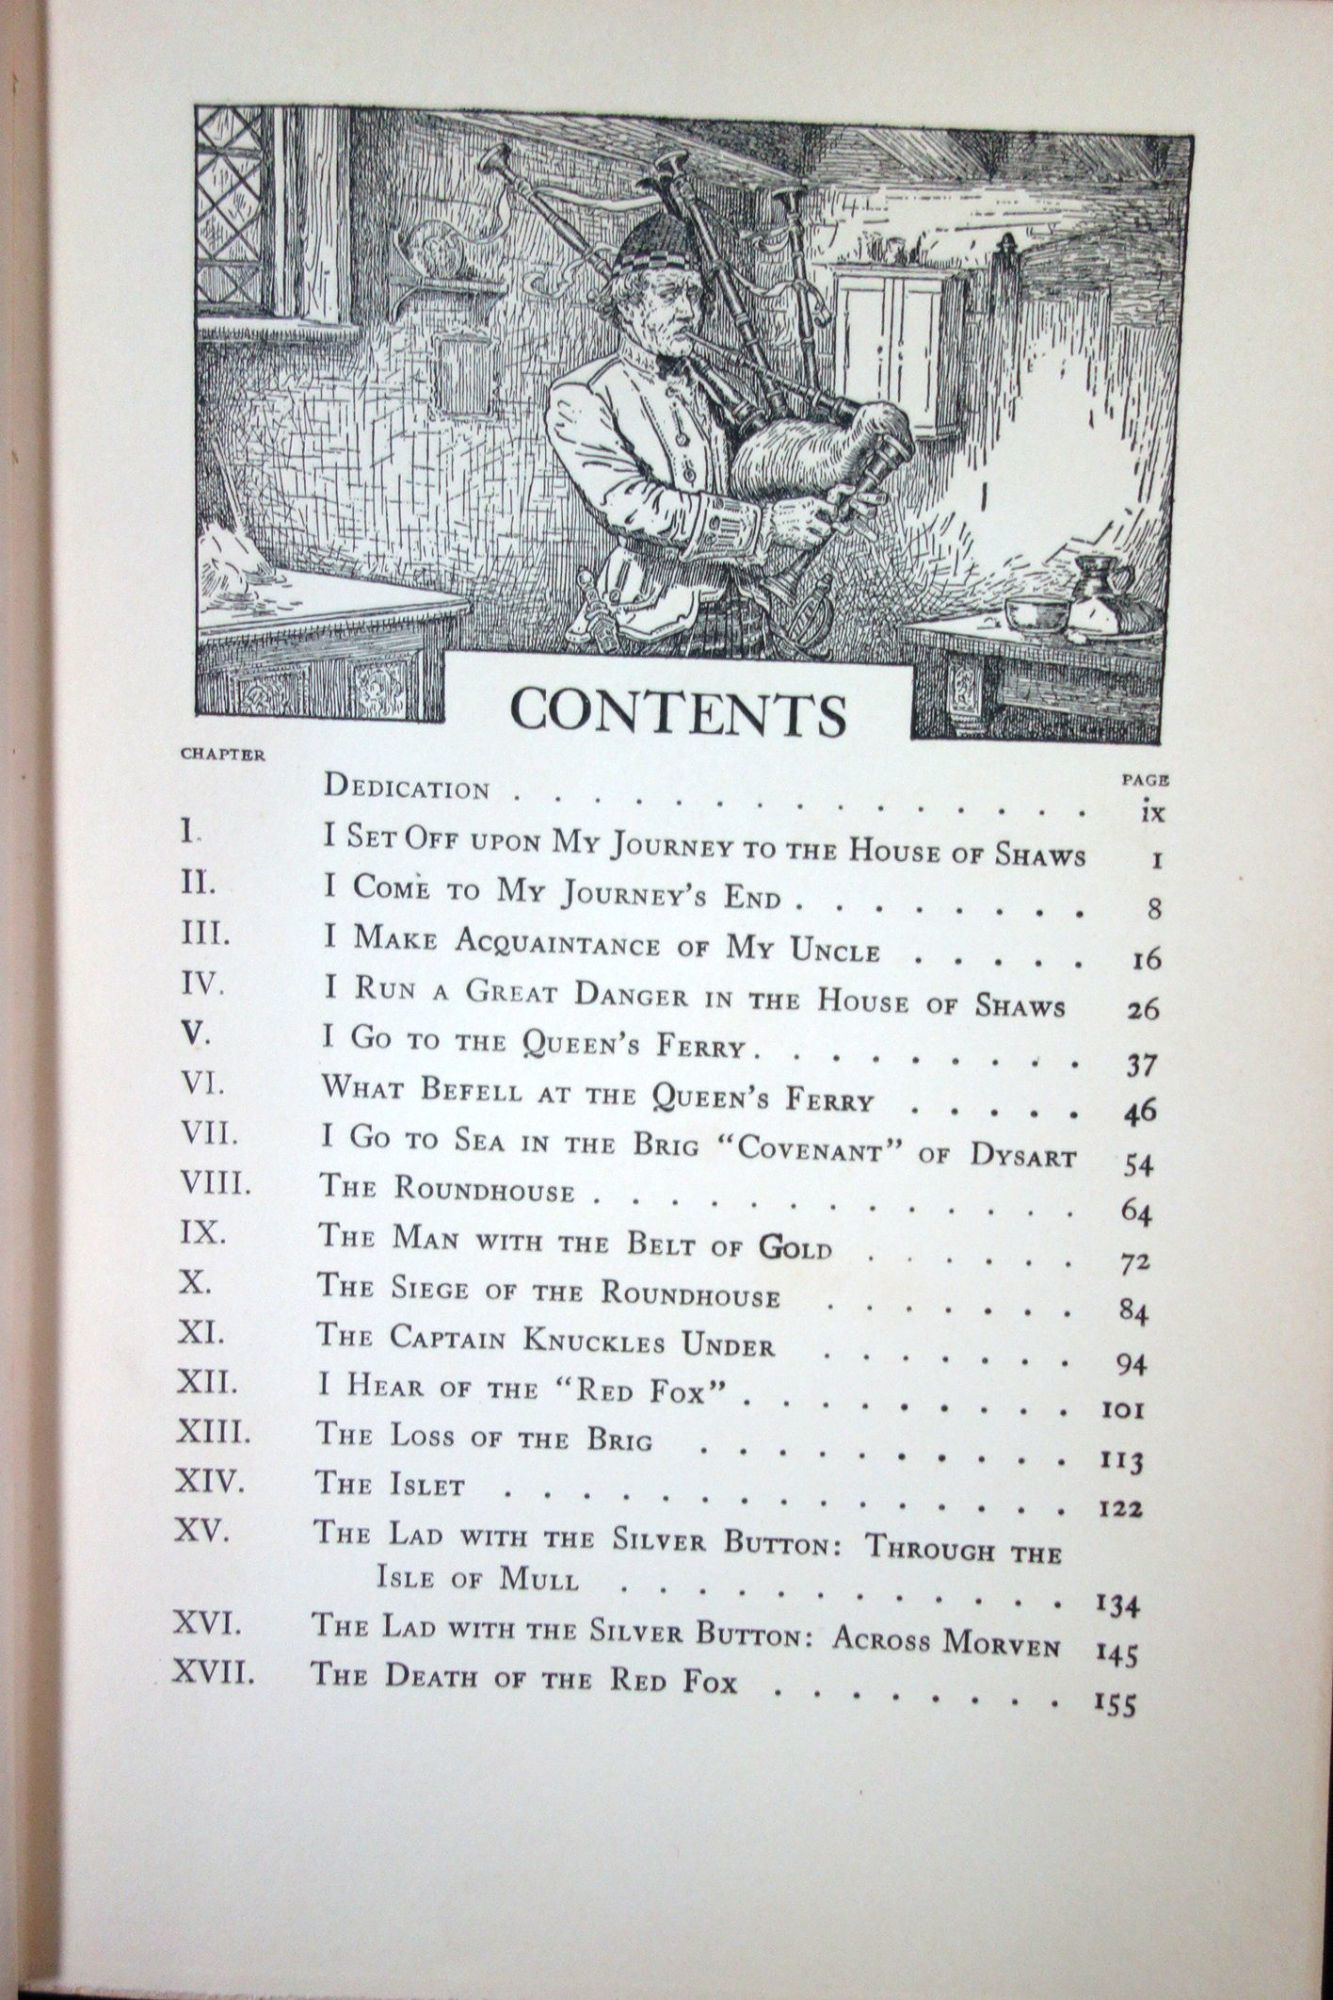 CONTENTS
CHAPTER PAGE
DEDICATION . . . . . . . . . . . . . . . ix
I. I SET OFF UPON MY JOURNEY TO THE HOUSE OF SHAWS 1
II. I COME TO MY JOURNEY'S END . . . . . . . . 8
III. I MAKE ACQUAINTANCE OF MY UNCLE . . . . . 16
IV. I RUN A GREAT DANGER IN THE HOUSE OF SHAWS 26
V. I GO TO THE QUEEN'S FERRY . . . . . . . . . 37
VI. WHAT BEFELL AT THE QUEEN'S FERRY . . . . . 46
VII. I GO TO SEA IN THE BRIG "COVENANT" OF DYSART 54
VIII. THE ROUNDHOUSE . . . . . . . . . . . . . 64
IX. THE MAN WITH THE BELT OF GOLD . . . . . . 72
X. THE SIEGE OF THE ROUNDHOUSE . . . . . . . 84
XI. THE CAPTAIN KNUCKLES UNDER . . . . . . . 94
XII. I HEAR OF THE "RED FOX" . . . . . . . . . 101
XIII. THE LOSS OF THE BRIG . . . . . . . . . . 113
XIV. THE ISLET . . . . . . . . . . . . . . . 122
XV. THE LAD WITH THE SILVER BUTTON: THROUGH THE
ISLE OF MULL . . . . . . . . . . . . 134
XVI. THE LAD WITH THE SILVER BUTTON: ACROSS MORVEN 145
XVII. THE DEATH OF THE RED FOX . . . . . . . . 155